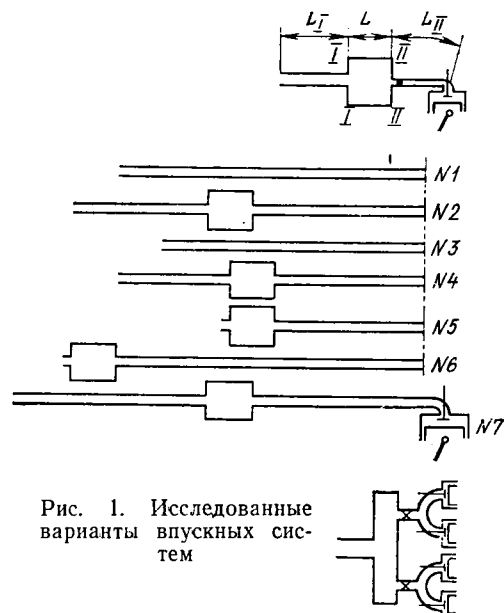 L_I L L_II
I II
I II
N1
N2
N3
N4
N5
N6
N7
Рис. 1. Исследованные
варианты впускных сис-
тем